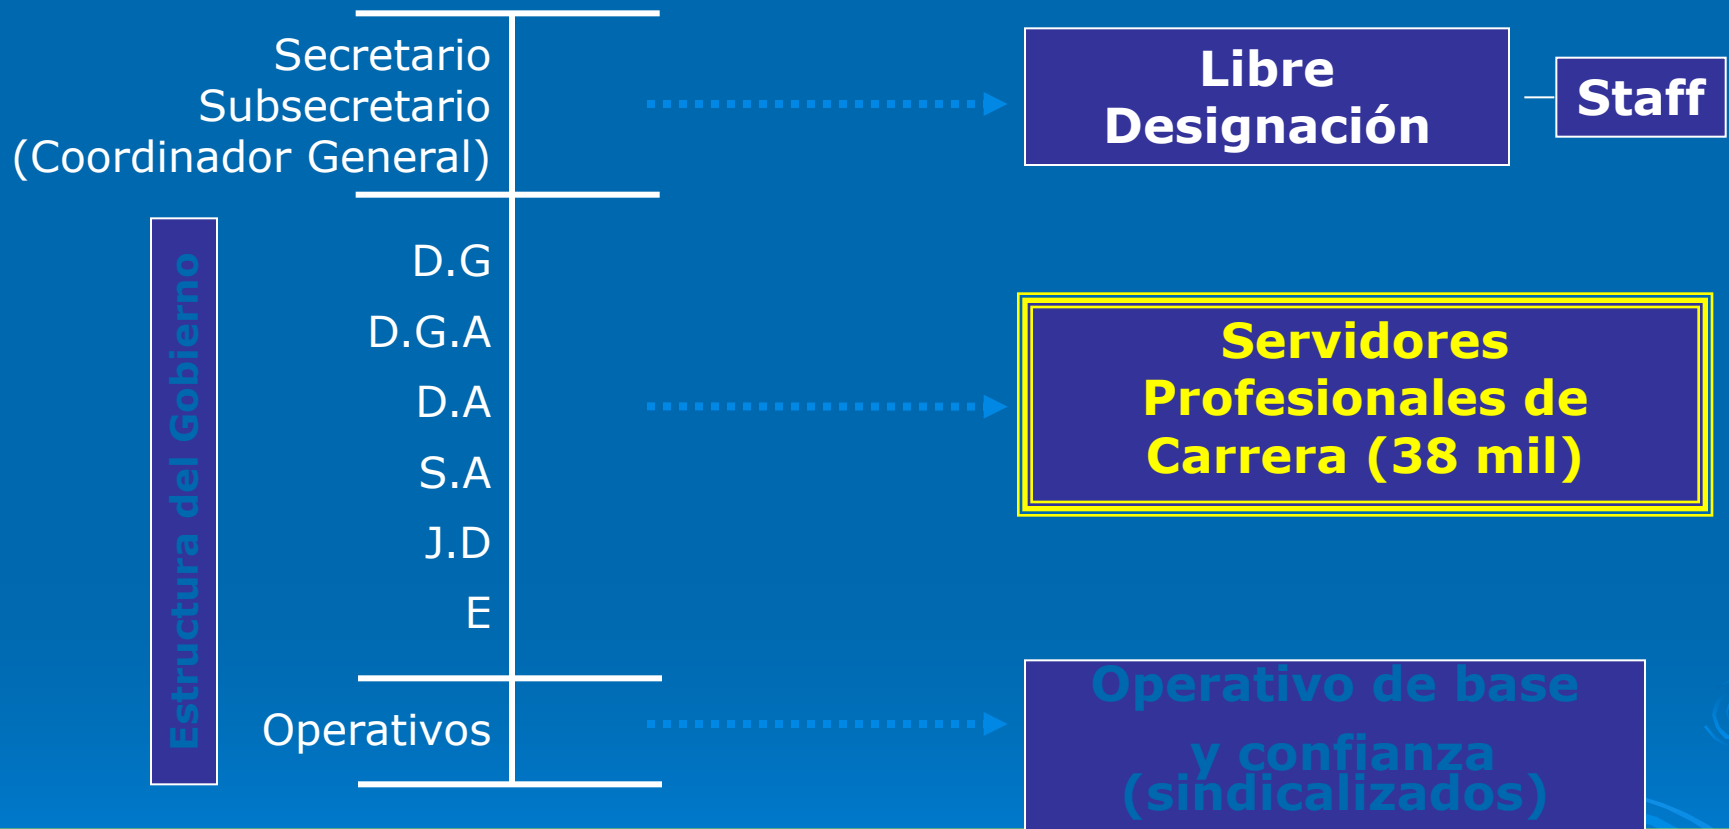 Secretario
Subsecretario
(Coordinador General)
Libre
Designación
Staff
Estructura del Gobierno
D.G
D.G.A
D.A
S.A
J.D
E
Servidores
Profesionales de
Carrera (38 mil)
Operativos
Operativo de base
y confianza
(sindicalizados)